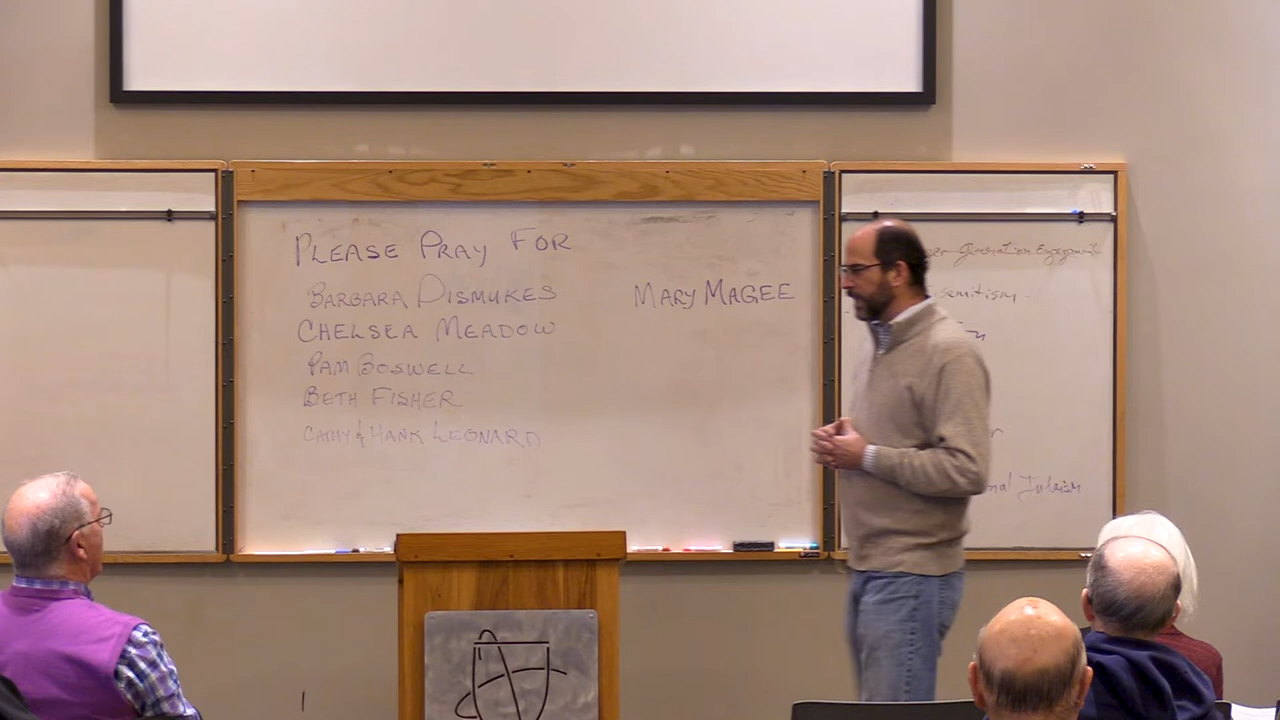 PLEASE PRAY FOR
BARBARA DISMUKES
MARY MAGEE
CHELSEA MEADOW
PAM BOSWELL
BETH FISHER
CATHY & HANK LEONARD
Generation Engagement
semitism
Judaism